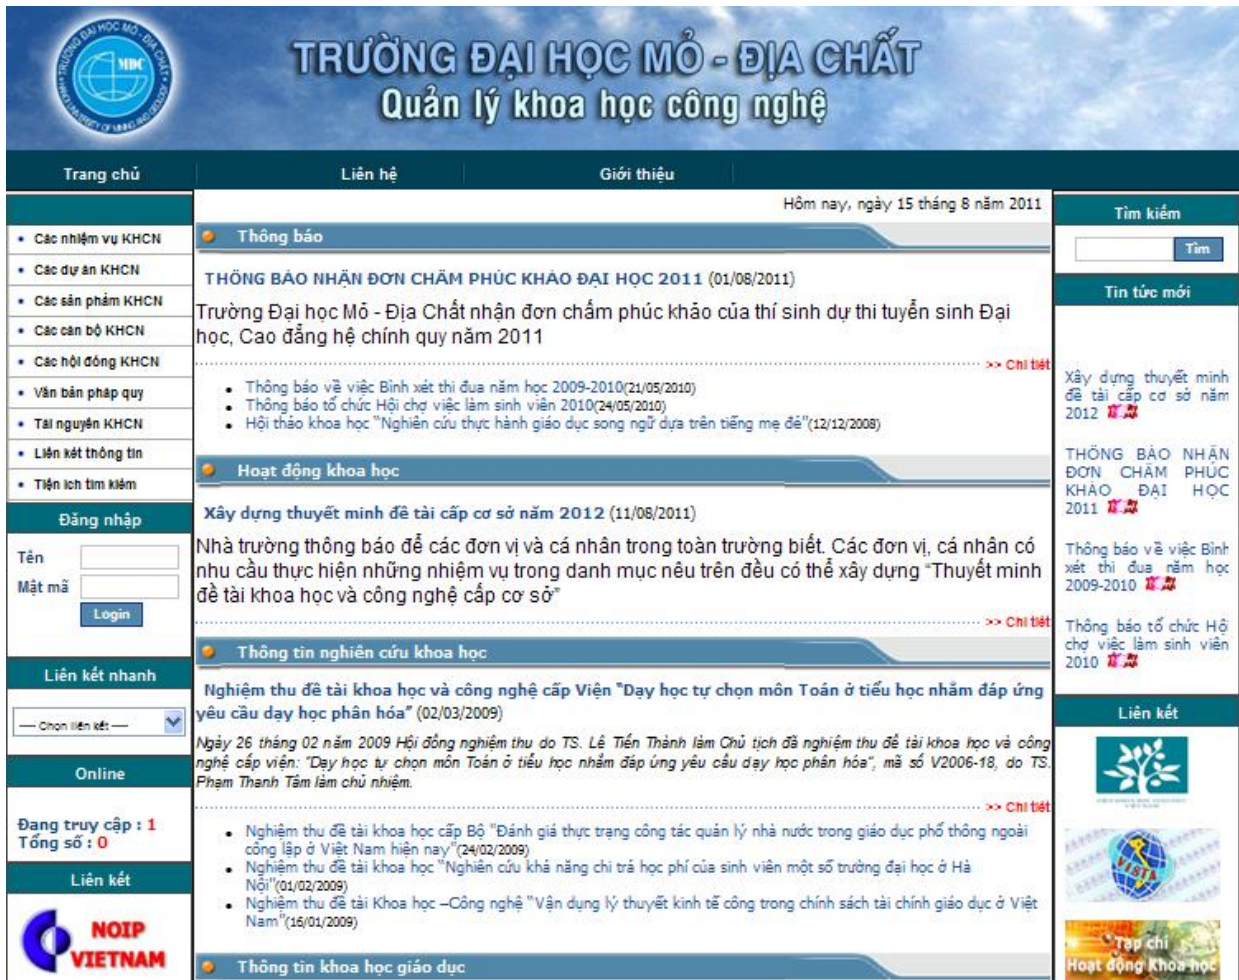 TRƯỜNG ĐẠI HỌC MỎ - ĐỊA CHẤT
Quản lý khoa học công nghệ
MDC
Trang chủ
Liên hệ
Giới thiệu
Hôm nay, ngày 15 tháng 8 năm 2011
Các nhiệm vụ KHCN
Các dự án KHCN
Các sản phẩm KHCN
Các cán bộ KHCN
Các hội đồng KHCN
Văn bản pháp quy
Tài nguyên KHCN
Liên kết thông tin
Tiện ích tìm kiếm
Đăng nhập
Tên
Mật mã
Login
Liên kết nhanh
---- Chọn liên kết ----
Online
Đang truy cập : 1
Tổng số : 0
Liên kết
NOIP
VIETNAM
Thông báo
THÔNG BÁO NHẬN ĐƠN CHẤM PHÚC KHẢO ĐẠI HỌC 2011 (01/08/2011)
Trường Đại học Mỏ - Địa Chất nhận đơn chấm phúc khảo của thí sinh dự thi tuyển sinh Đại
học, Cao đẳng hệ chính quy năm 2011
>> Chi tiết
Thông báo về việc Bình xét thi đua năm học 2009-2010(21/05/2010)
Thông báo tổ chức Hội chợ việc làm sinh viên 2010(24/05/2010)
Hội thảo khoa học "Nghiên cứu thực hành giáo dục song ngữ dựa trên tiếng mẹ đẻ"(12/12/2008)
Hoạt động khoa học
Xây dựng thuyết minh đề tài cấp cơ sở năm 2012 (11/08/2011)
Nhà trường thông báo để các đơn vị và cá nhân trong toàn trường biết. Các đơn vị, cá nhân có
nhu cầu thực hiện những nhiệm vụ trong danh mục nêu trên đều có thể xây dựng “Thuyết minh
đề tài khoa học và công nghệ cấp cơ sở”
>> Chi tiết
Thông tin nghiên cứu khoa học
Nghiệm thu đề tài khoa học và công nghệ cấp Viện "Dạy học tự chọn môn Toán ở tiểu học nhằm đáp ứng
yêu cầu dạy học phân hóa" (02/03/2009)
Ngày 26 tháng 02 năm 2009 Hội đồng nghiệm thu do TS. Lê Tiến Thành làm Chủ tịch đã nghiệm thu đề tài khoa học và công
nghệ cấp viện: "Dạy học tự chọn môn Toán ở tiểu học nhằm đáp ứng yêu cầu dạy học phân hóa", mã số V2006-18, do TS.
Phạm Thanh Tâm làm chủ nhiệm.
>> Chi tiết
Nghiệm thu đề tài khoa học cấp Bộ "Đánh giá thực trạng công tác quản lý nhà nước trong giáo dục phổ thông ngoài
công lập ở Việt Nam hiện nay"(24/02/2009)
Nghiệm thu đề tài khoa học "Nghiên cứu khả năng chi trả học phí của sinh viên một số trường đại học ở Hà
Nội"(01/02/2009)
Nghiệm thu đề tài Khoa học –Công nghệ "Vận dụng lý thuyết kinh tế công trong chính sách tài chính giáo dục ở Việt
Nam"(16/01/2009)
Thông tin khoa học giáo dục
Tìm kiếm
Tìm
Tin tức mới
Xây dựng thuyết minh
đề tài cấp cơ sở năm
2012
THÔNG BÁO NHẬN
ĐƠN CHẤM PHÚC
KHẢO ĐẠI HỌC
2011
Thông báo về việc Bình
xét thi đua năm học
2009-2010
Thông báo tổ chức Hội
chợ việc làm sinh viên
2010
Liên kết
VISTA
Tạp chí
Hoạt động Khoa học